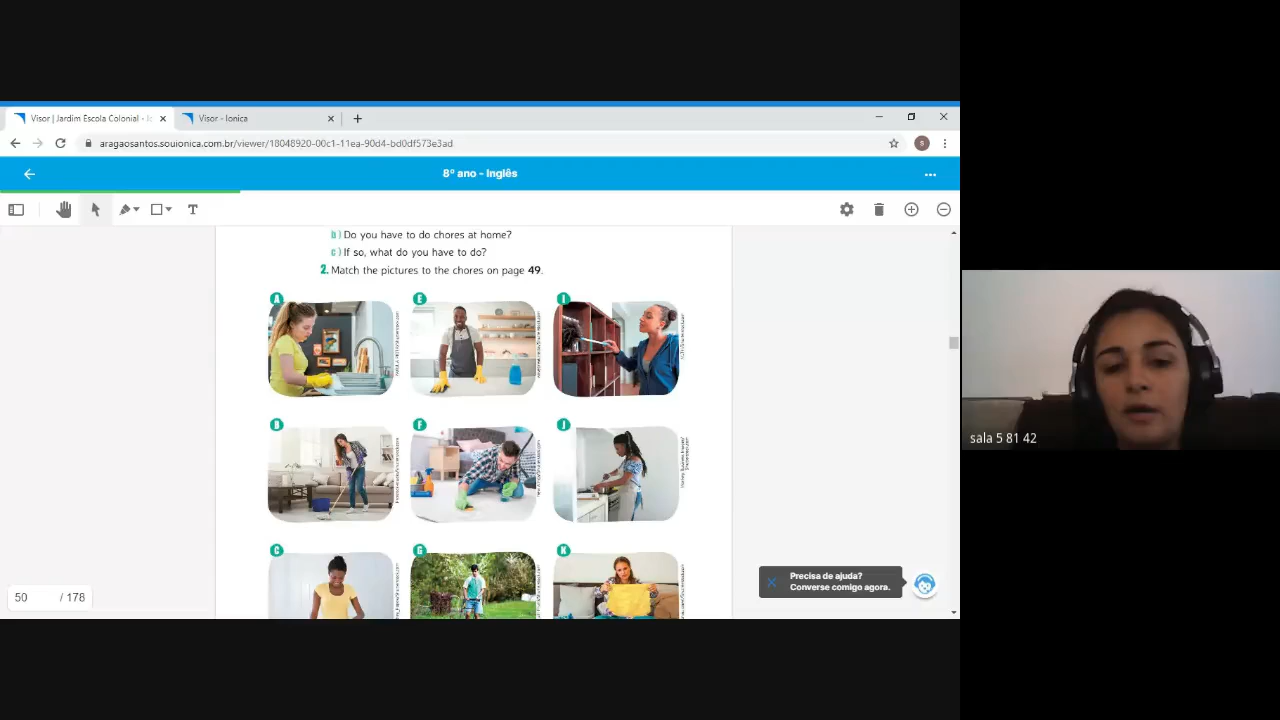 Visor | Jardim Escola Colonial - Io
Visor - Ionica
aragaosantos.souionica.com.br/viewer/18048920-00c1-11ea-90d4-bd0df573e3ad
S
8º ano - Inglês
T
b) Do you have to do chores at home?
c) If so, what do you have to do?
2. Match the pictures to the chores on page 49.
A
E
I
F
J
C
G
K
sala 5 81 42
Precisa de ajuda?
Converse comigo agora.
50 / 178